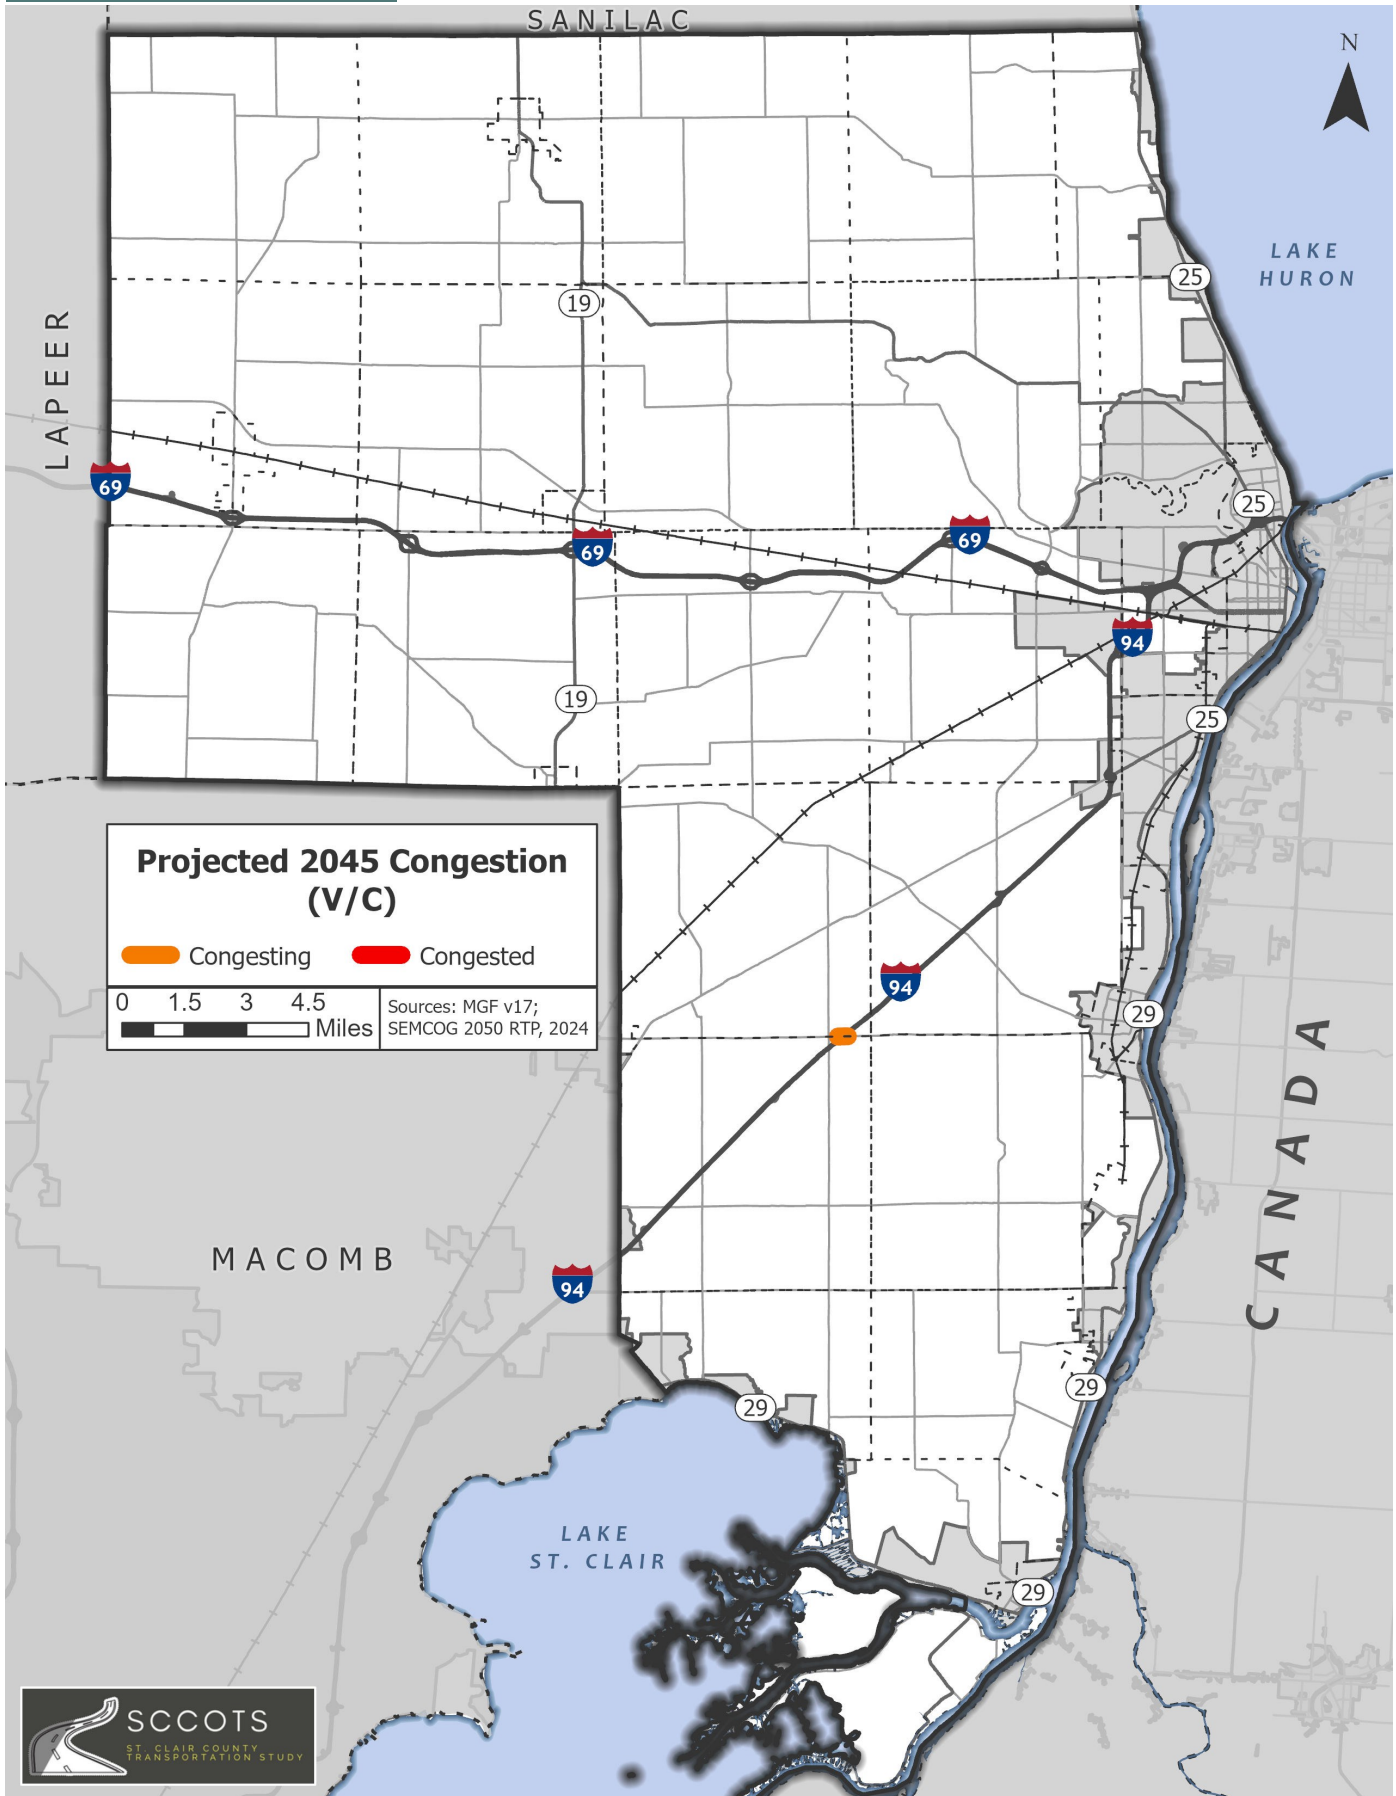 SANILAC
N
LAKE
HURON
25
19
LAPEER
69
25
69
69
94
19
25
Projected 2045 Congestion
(V/C)
Congesting
Congested
0 1.5 3 4.5
Miles
Sources: MGF v17;
SEMCOG 2050 RTP, 2024
94
29
CANADA
MACOMB
94
29
29
LAKE
ST. CLAIR
29
SCCOTS
ST. CLAIR COUNTY
TRANSPORTATION STUDY